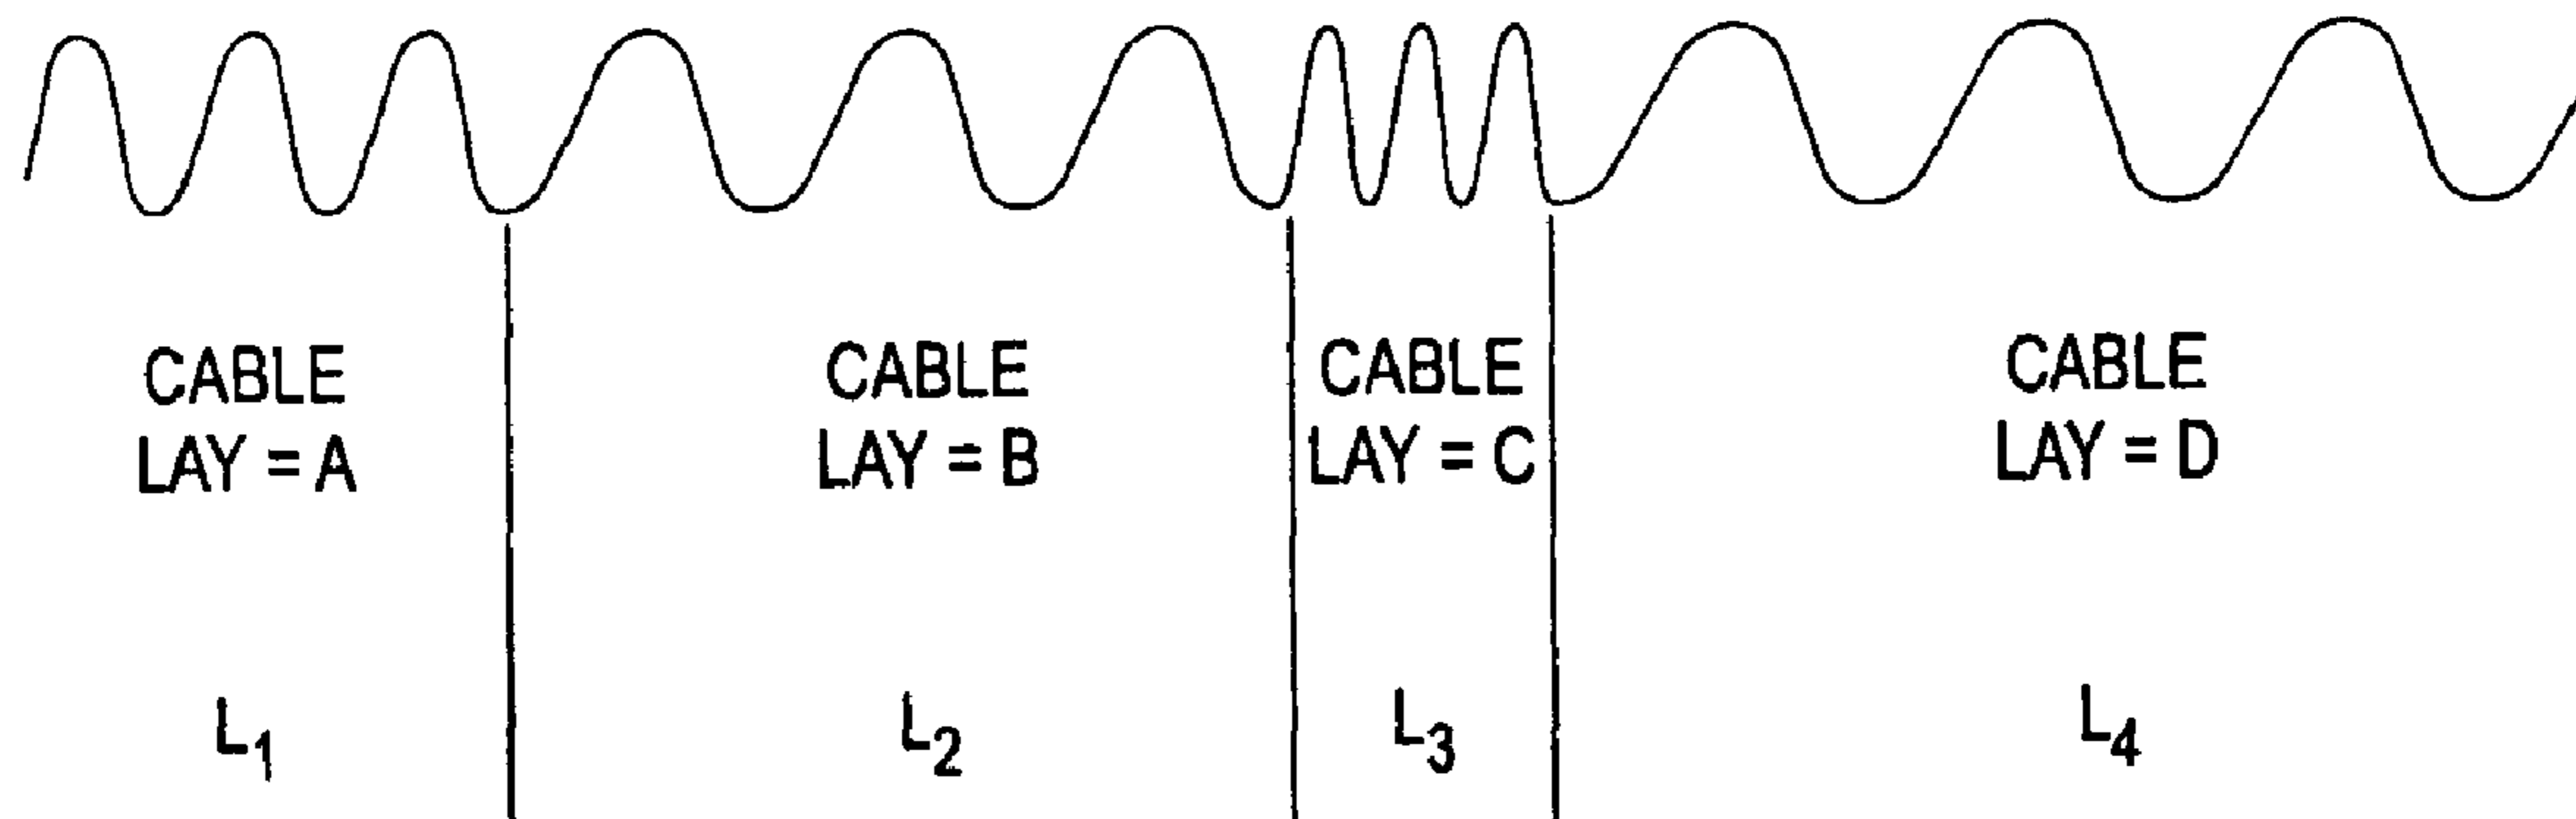 CABLE
LAY = A
CABLE
LAY = B
CABLE
LAY = C
CABLE
LAY = D
L1
L2
L3
L4